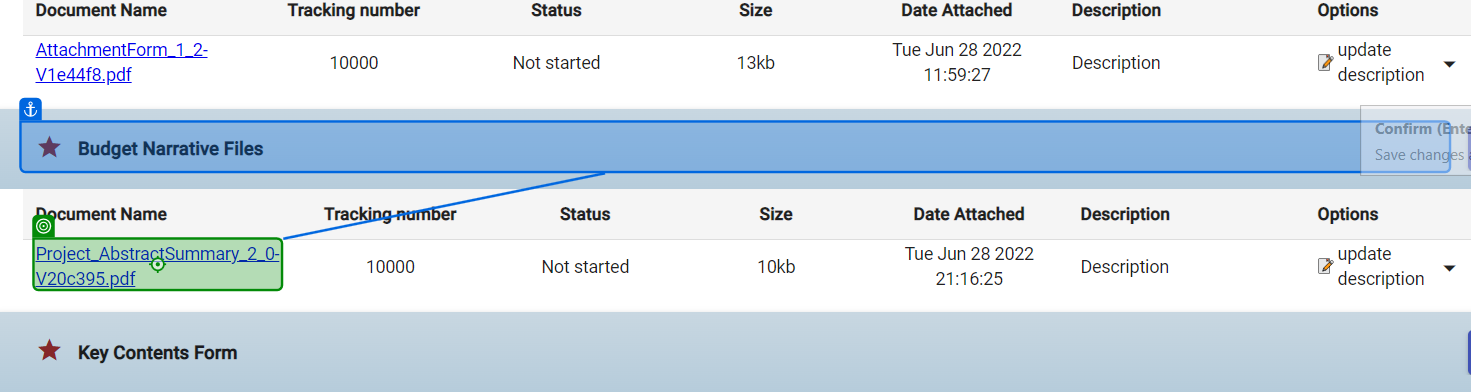 Document Name Tracking number Status Size Date Attached Description Options
AttachmentForm_1_2-
V1e44f8.pdf
10000 Not started 13kb
Tue Jun 28 2022
11:59:27
Description
update
description
Budget Narrative Files
Confirm (Ente
Save changes a
Document Name Tracking number Status Size Date Attached Description Options
Project_AbstractSummary_2_0-
V20c395.pdf
10000 Not started 10kb
Tue Jun 28 2022
21:16:25
Description
update
description
Key Contents Form